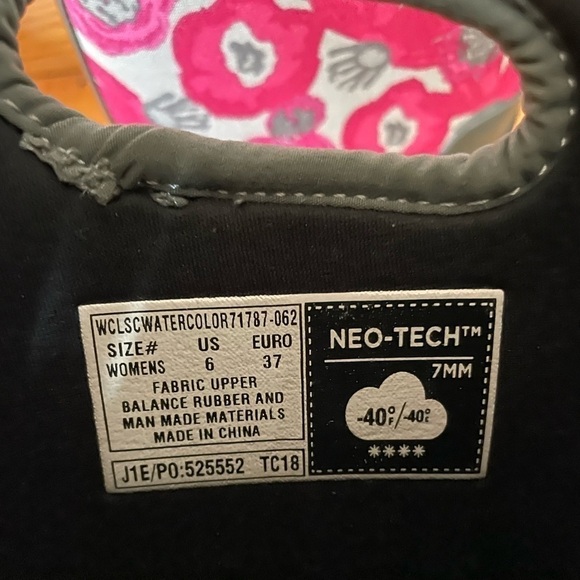 WCLSCWATERCOLOR71787-062
SIZE# US EURO
WOMENS 6 37
FABRIC UPPER
BALANCE RUBBER AND
MAN MADE MATERIALS
MADE IN CHINA
J1E/PO:525552 TC18
NEO-TECH™
7MM
-40°F/-40°C